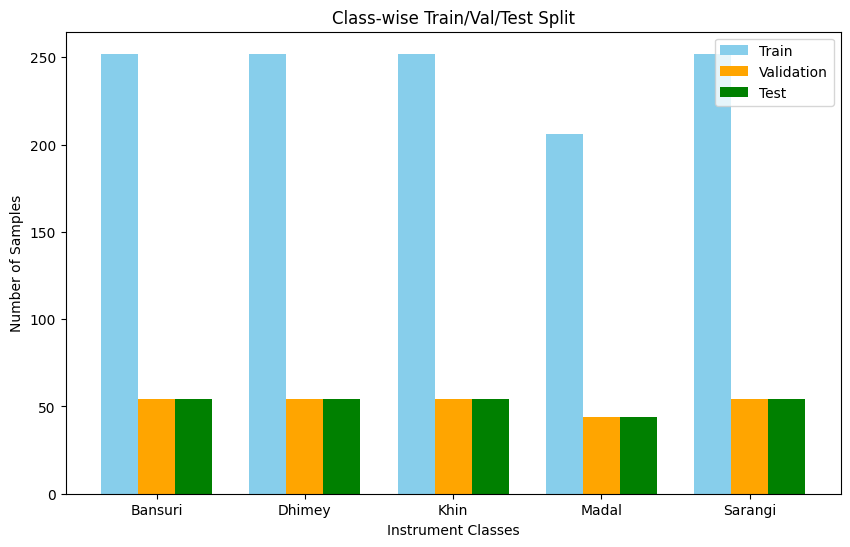 Class-wise Train/Val/Test Split
Train
Validation
Test
Number of Samples
250
200
150
100
50
0
Bansuri
Dhimey
Khin
Madal
Sarangi
Instrument Classes